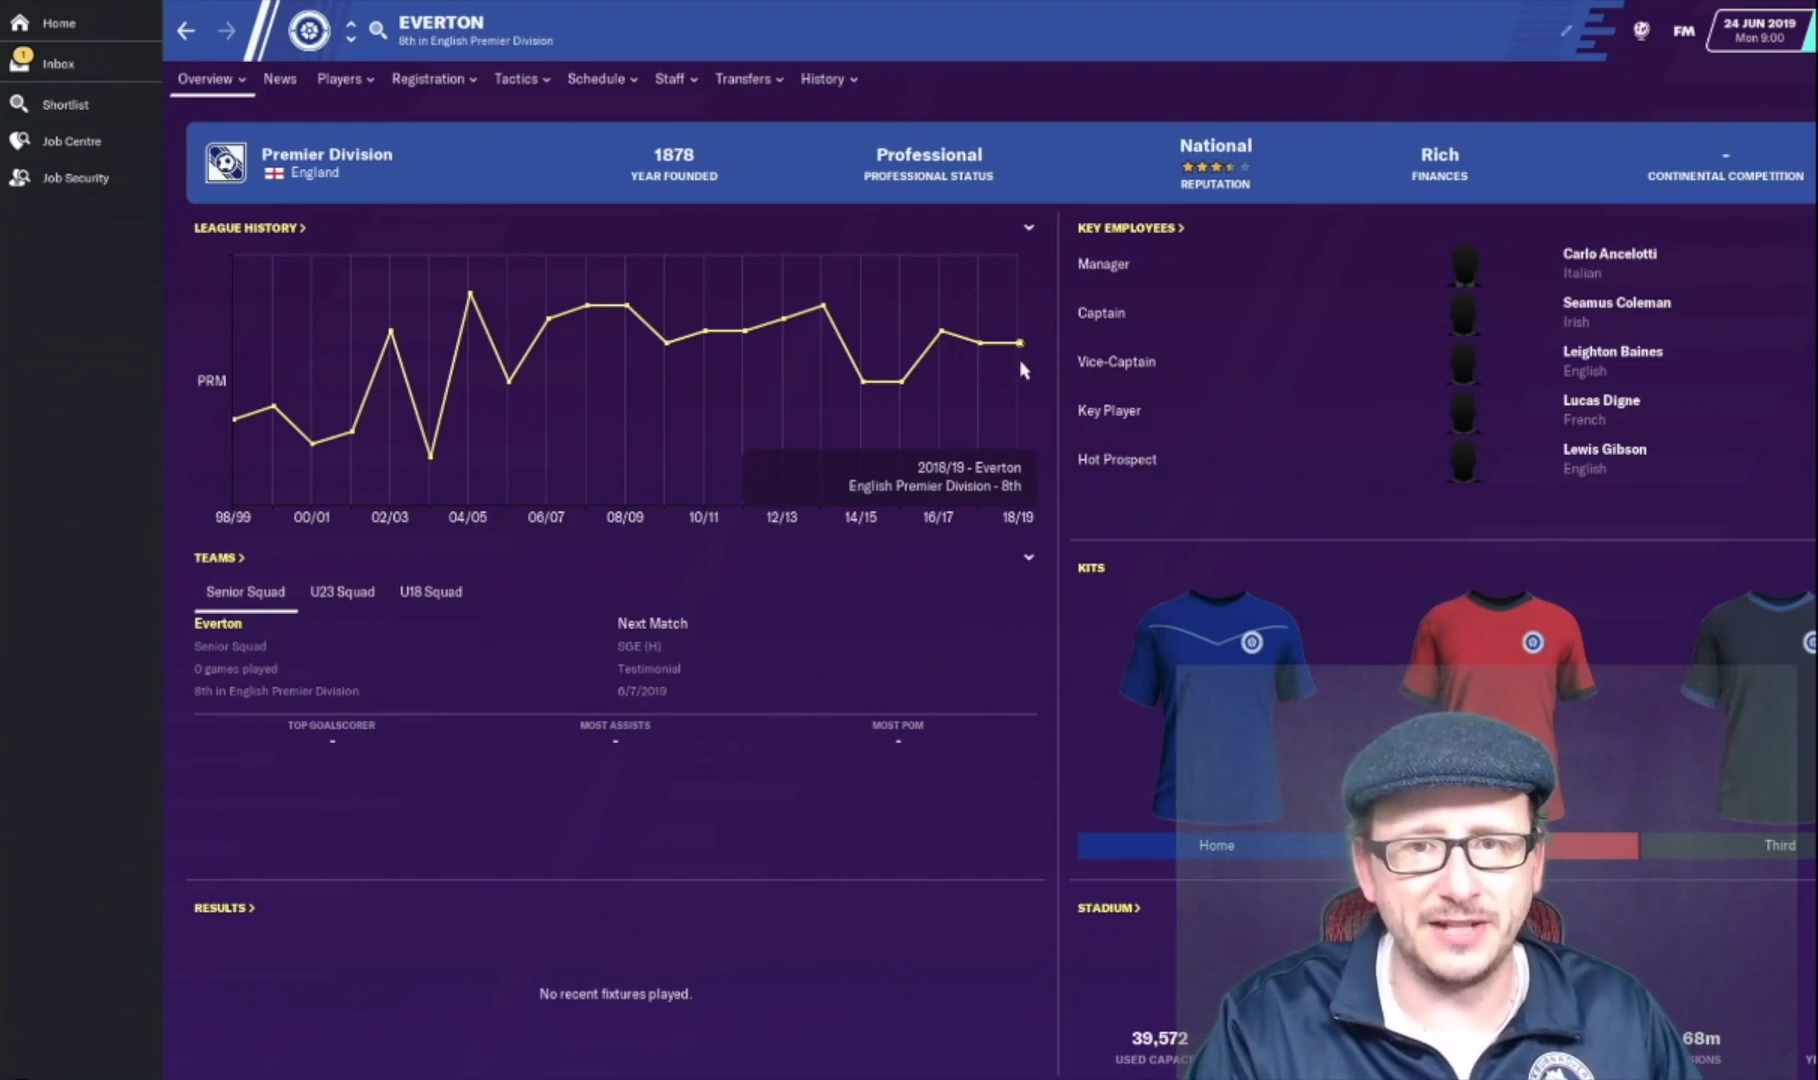 Home
Inbox
1
Shortlist
Job Centre
Job Security
EVERTON
8th in English Premier Division
FM
24 JUN 2019
Mon 9:00
Overview
News
Players
Registration
Tactics
Schedule
Staff
Transfers
History
Premier Division
England
1878
YEAR FOUNDED
Professional
PROFESSIONAL STATUS
National
REPUTATION
Rich
FINANCES
-
CONTINENTAL COMPETITION
LEAGUE HISTORY >
PRM
2018/19 - Everton
English Premier Division - 8th
98/99 00/01 02/03 04/05 06/07 08/09 10/11 12/13 14/15 16/17 18/19
KEY EMPLOYEES >
Manager
Carlo Ancelotti
Italian
Captain
Seamus Coleman
Irish
Vice-Captain
Leighton Baines
English
Key Player
Lucas Digne
French
Hot Prospect
Lewis Gibson
English
TEAMS >
Senior Squad U23 Squad U18 Squad
Everton
Senior Squad
0 games played
8th in English Premier Division
Next Match
SGE (H)
Testimonial
6/7/2019
TOP GOALSCORER
-
MOST ASSISTS
-
MOST POM
-
RESULTS >
No recent fixtures played.
KITS
Home
Third
STADIUM >
39,572
USED CAPAC
68m